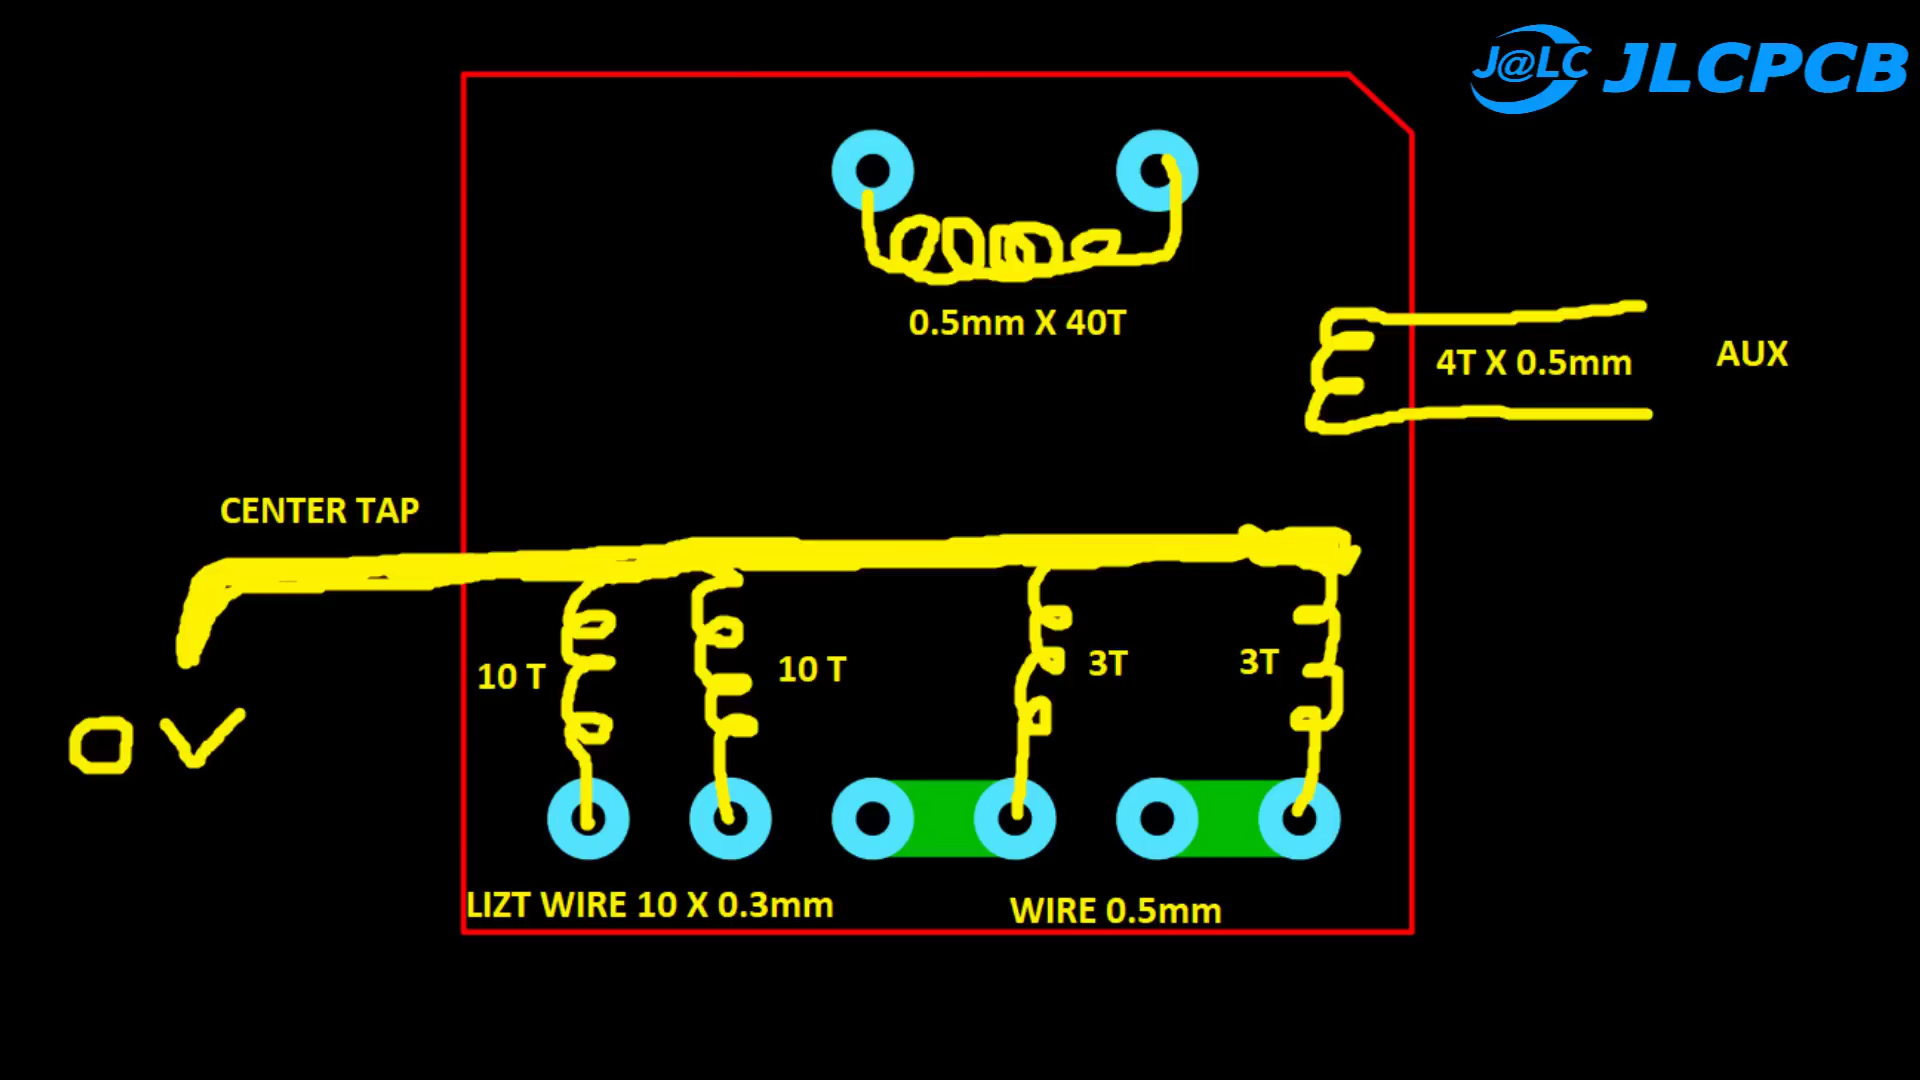 J@LC JLCPCB
0.5mm X 40T
4T X 0.5mm
AUX
CENTER TAP
10 T
10 T
3T
3T
0 V
LIZT WIRE 10 X 0.3mm
WIRE 0.5mm